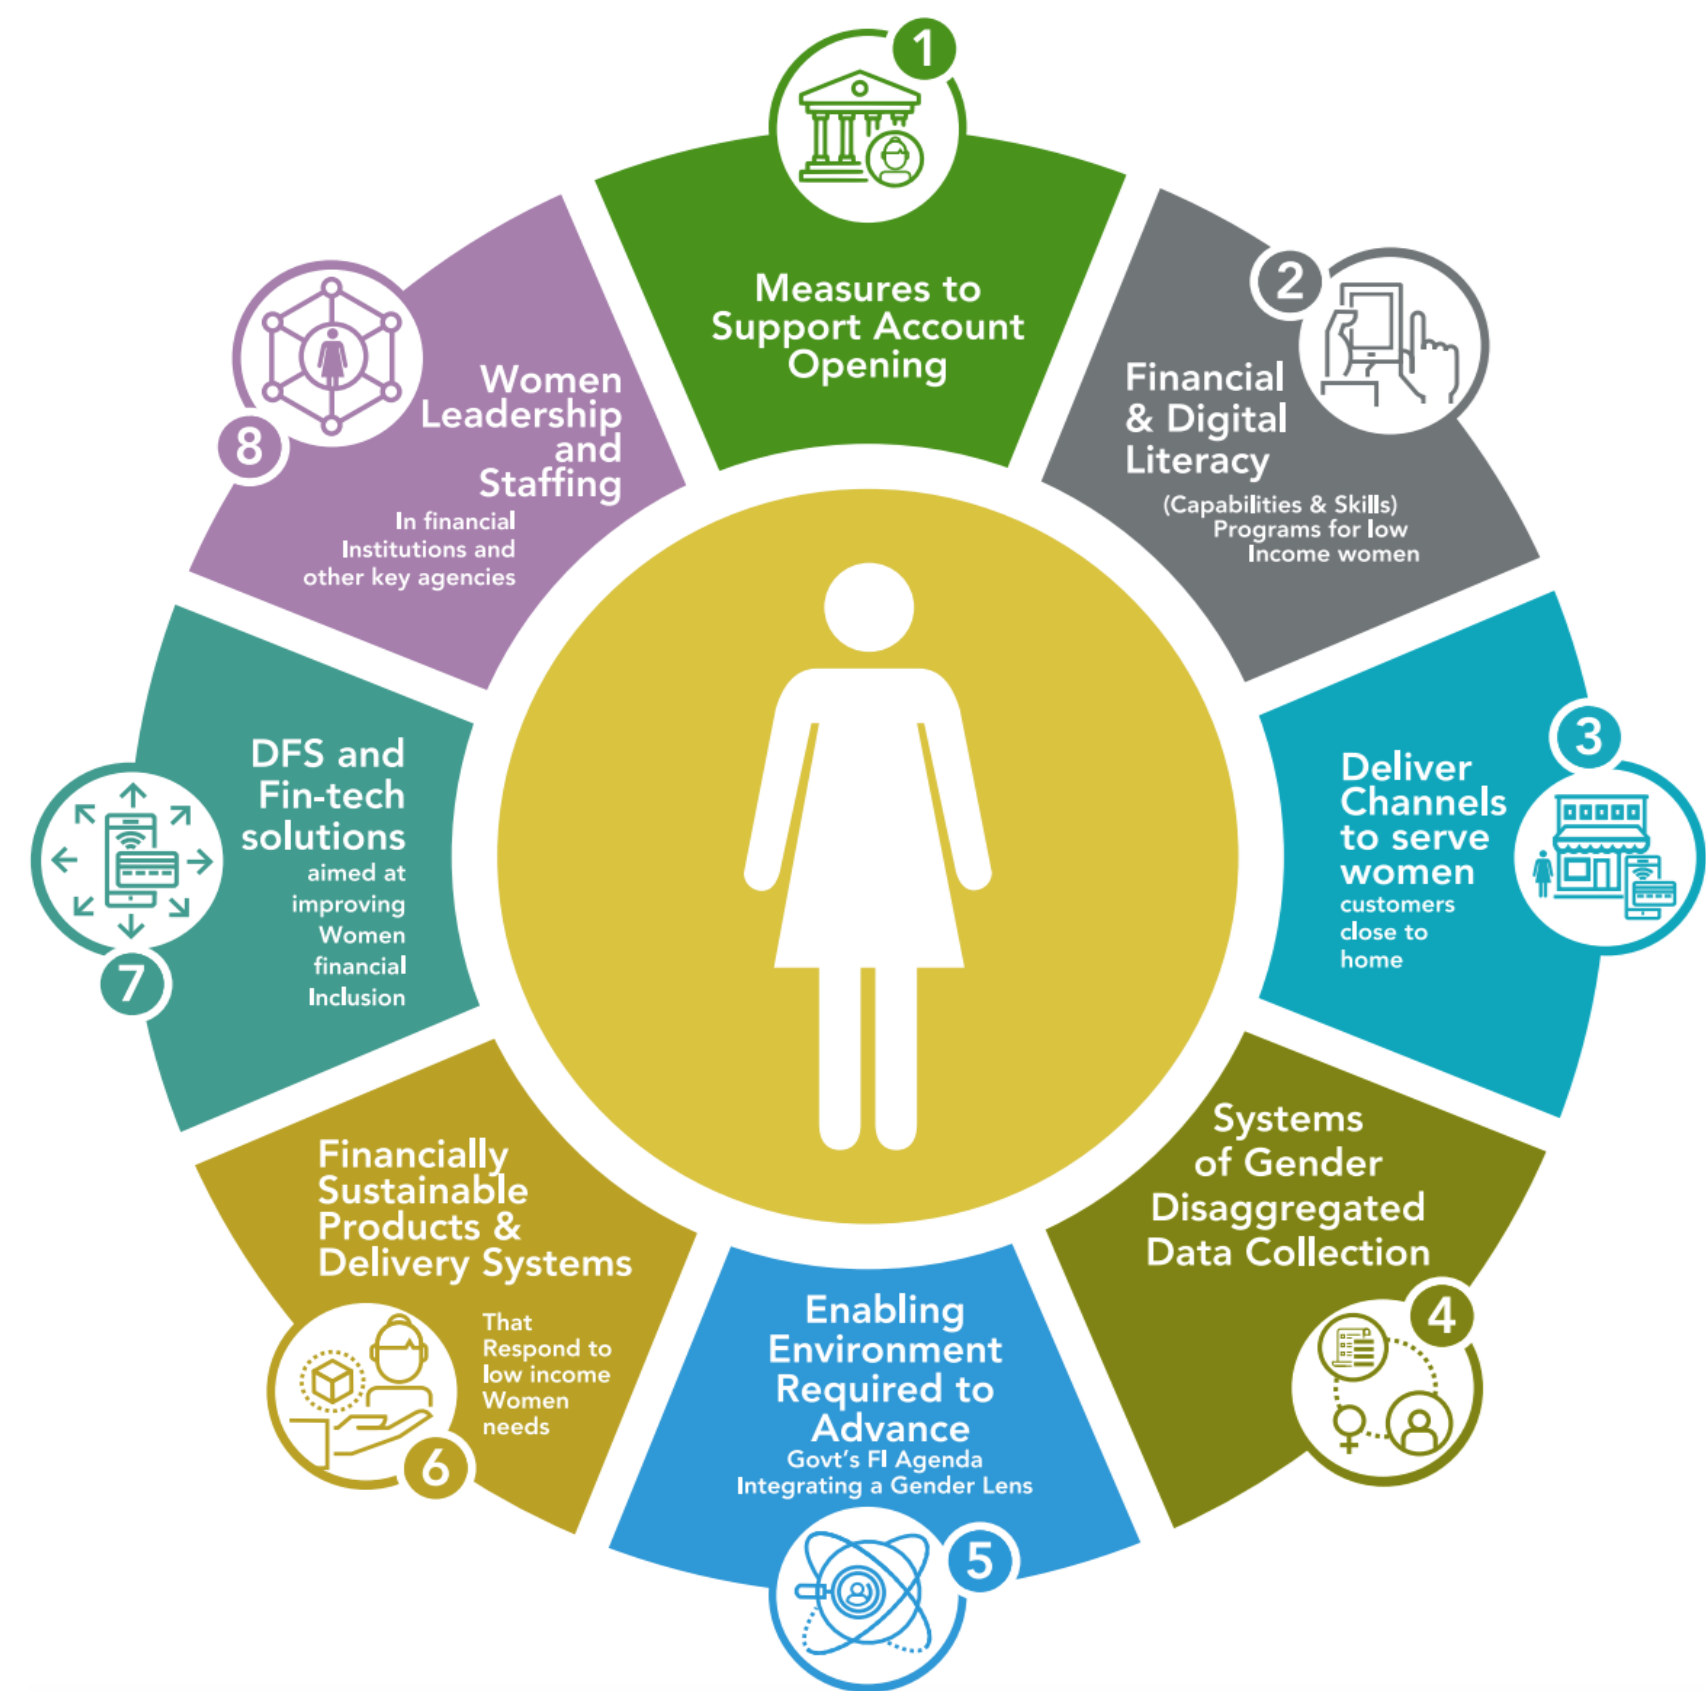 1
Measures to
Support Account
Opening
2
Financial
& Digital
Literacy
(Capabilities & Skills)
Programs for low
Income women
3
Deliver
Channels
to serve
women
customers
close to
home
Systems
of Gender
Disaggregated
Data Collection
4
Enabling
Environment
Required to
Advance
Govt's FI Agenda
Integrating a Gender Lens
5
Financially
Sustainable
Products &
Delivery Systems
That
Respond to
low income
Women
needs
6
DFS and
Fin-tech
solutions
aimed at
improving
Women
financial
Inclusion
7
Women
Leadership
and
Staffing
In financial
Institutions and
other key agencies
8